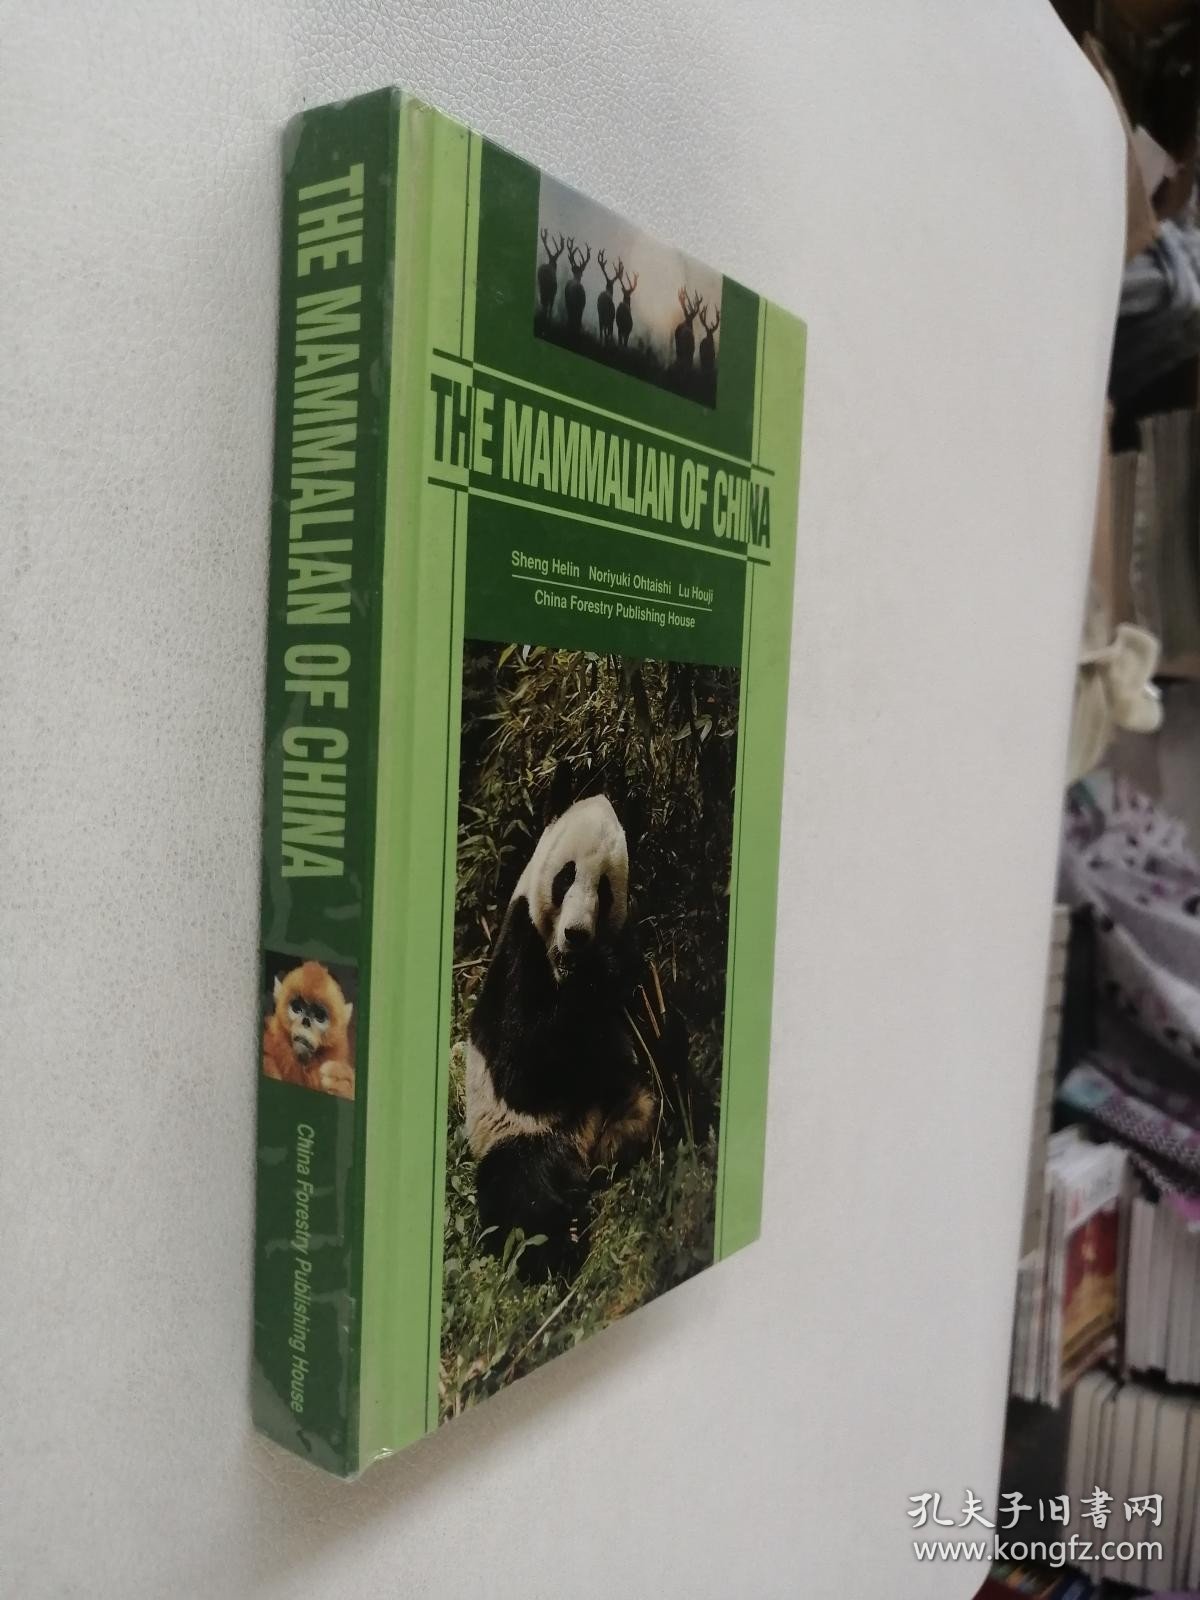 THE MAMMALIAN OF CHINA
China Forestry Publishing House
THE MAMMALIAN OF CHINA
Sheng Helin Noriyuki Ohtaishi Lu Houji
China Forestry Publishing House
孔夫子旧書网
www.kongfz.com